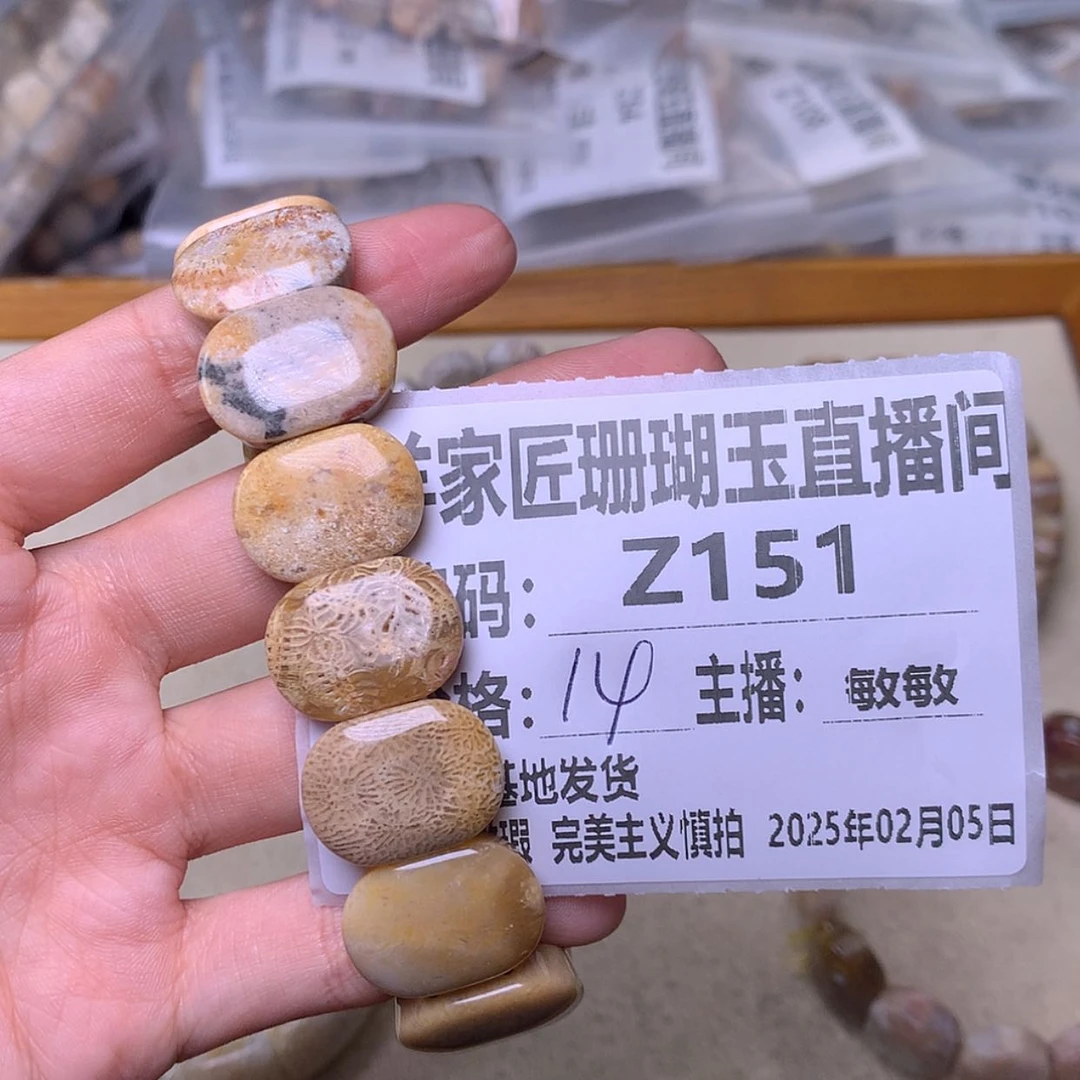 家匠珊瑚玉直播间
码： Z151
格： 14 主播： 敏敏
基地发货
瑕 完美主义慎拍 2025年02月05日